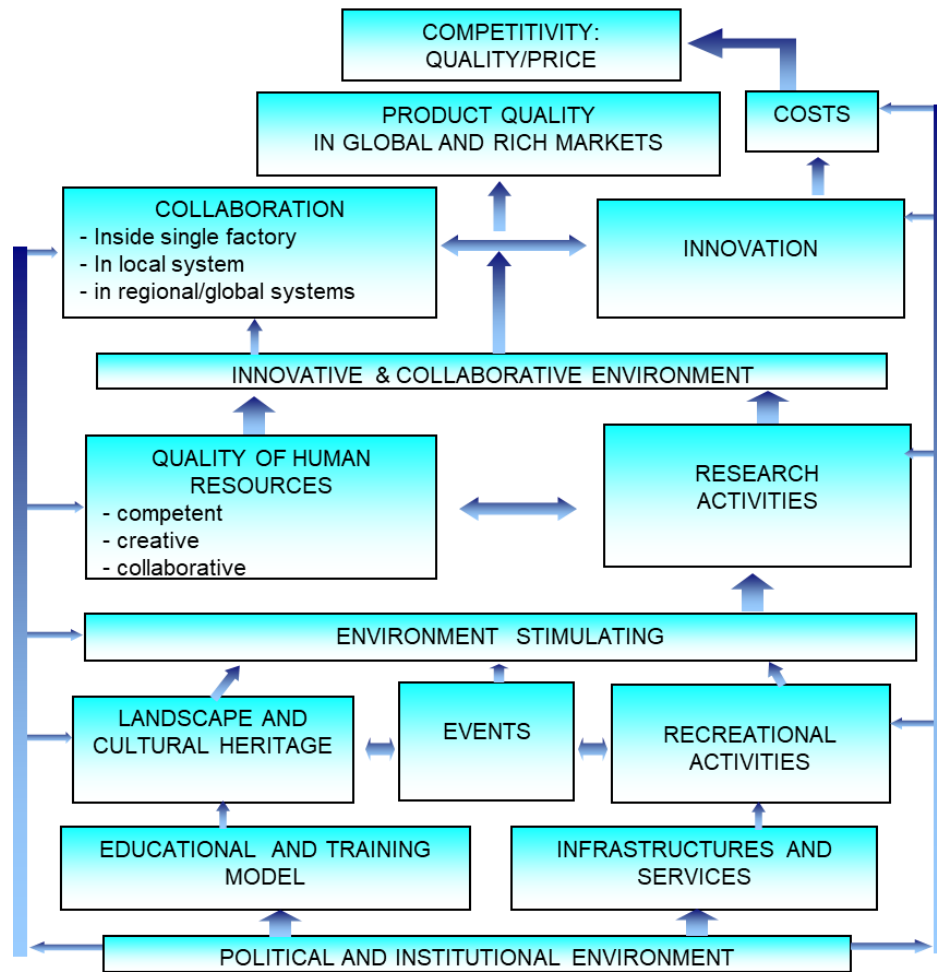 COMPETITIVITY:
QUALITY/PRICE
PRODUCT QUALITY
IN GLOBAL AND RICH MARKETS
COSTS
COLLABORATION
- Inside single factory
- In local system
- in regional/global systems
INNOVATION
INNOVATIVE & COLLABORATIVE ENVIRONMENT
QUALITY OF HUMAN
RESOURCES
- competent
- creative
- collaborative
RESEARCH
ACTIVITIES
ENVIRONMENT STIMULATING
LANDSCAPE AND
CULTURAL HERITAGE
EVENTS
RECREATIONAL
ACTIVITIES
EDUCATIONAL AND TRAINING
MODEL
INFRASTRUCTURES AND
SERVICES
POLITICAL AND INSTITUTIONAL ENVIRONMENT